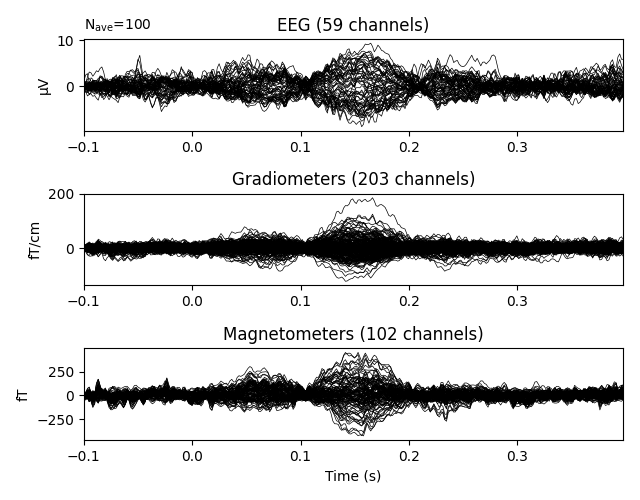 N_ave=100
EEG (59 channels)
10
0
µV
−0.1 0.0 0.1 0.2 0.3
Gradiometers (203 channels)
200
0
fT/cm
−0.1 0.0 0.1 0.2 0.3
Magnetometers (102 channels)
250
0
−250
fT
−0.1 0.0 0.1 0.2 0.3
Time (s)